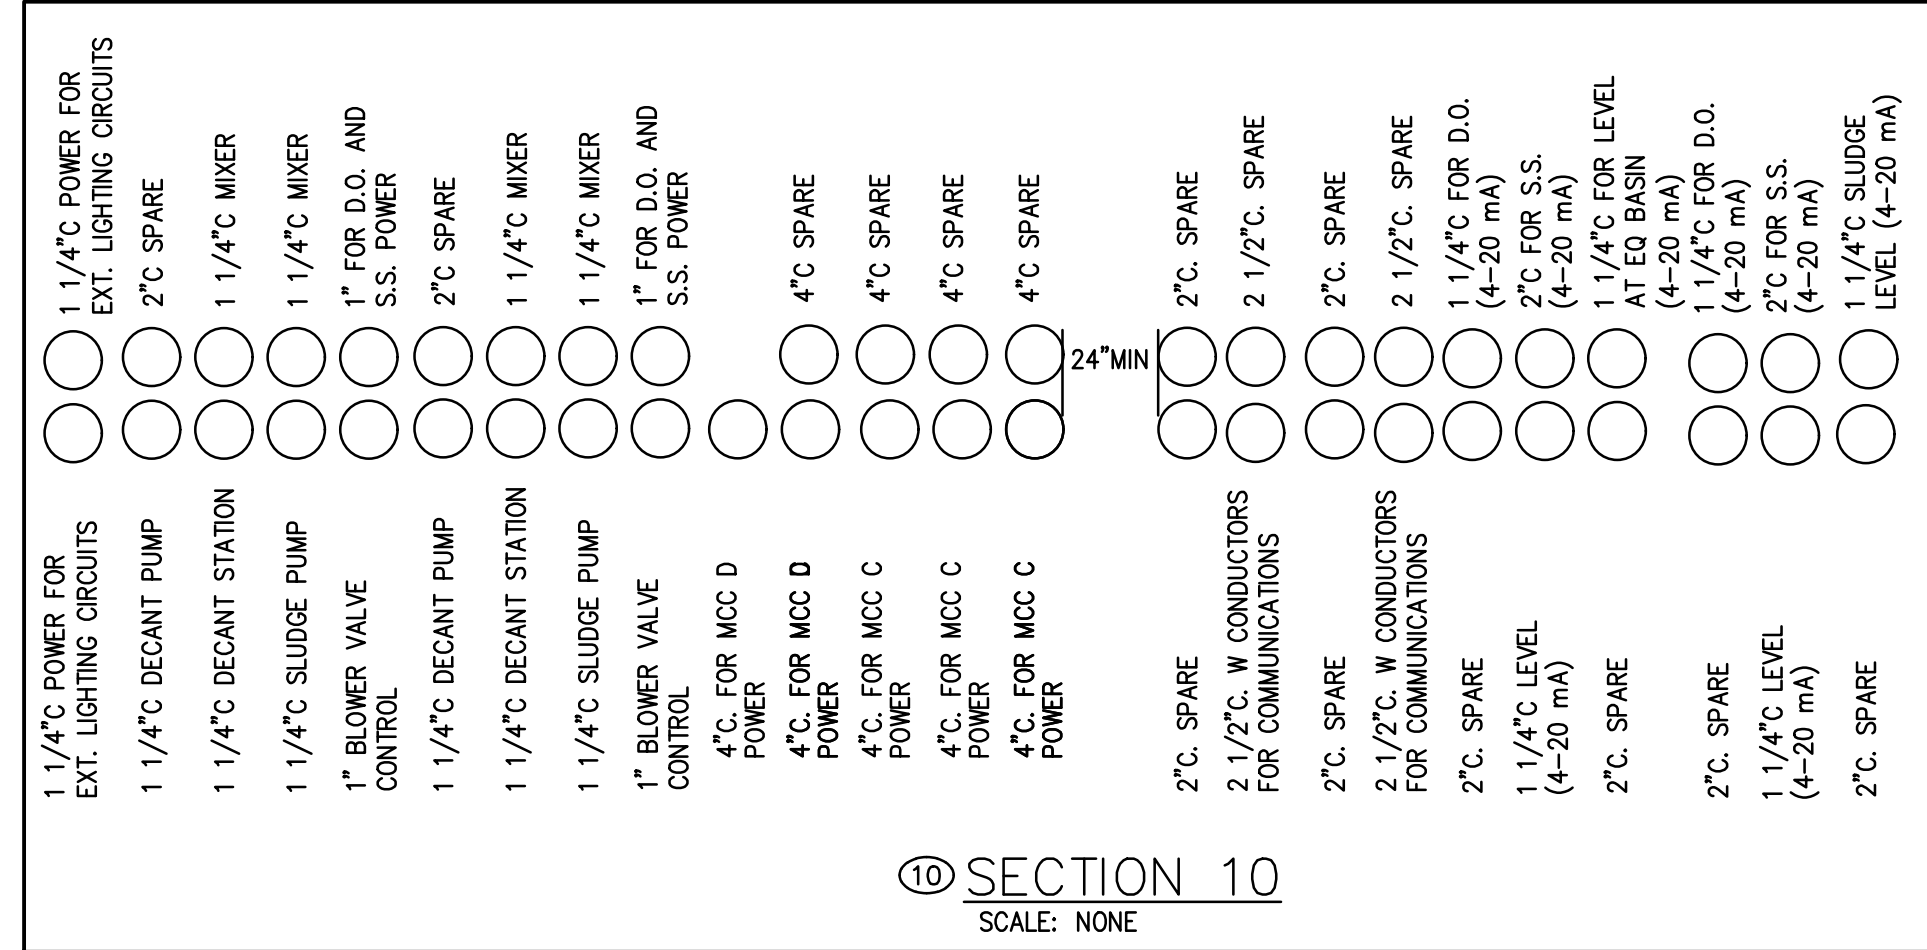 1 1/4"C POWER FOR
EXT. LIGHTING CIRCUITS
2"C SPARE
1 1/4"C MIXER
1 1/4"C MIXER
1" FOR D.O. AND
S.S. POWER
2"C SPARE
1 1/4"C MIXER
1 1/4"C MIXER
1" FOR D.O. AND
S.S. POWER
4"C SPARE
4"C SPARE
4"C SPARE
4"C SPARE
2"C. SPARE
2 1/2"C. SPARE
2"C. SPARE
2 1/2"C. SPARE
1 1/4"C FOR D.O.
(4-20 mA)
2"C FOR S.S.
(4-20 mA)
1 1/4"C FOR LEVEL
AT EQ BASIN
(4-20 mA)
1 1/4"C FOR D.O.
(4-20 mA)
2"C FOR S.S.
(4-20 mA)
1 1/4"C SLUDGE
LEVEL (4-20 mA)
24"MIN
1 1/4"C POWER FOR
EXT. LIGHTING CIRCUITS
1 1/4"C DECANT PUMP
1 1/4"C DECANT STATION
1 1/4"C SLUDGE PUMP
1" BLOWER VALVE
CONTROL
1 1/4"C DECANT PUMP
1 1/4"C DECANT STATION
1 1/4"C SLUDGE PUMP
1" BLOWER VALVE
CONTROL
4"C. FOR MCC D
POWER
4"C. FOR MCC D
POWER
4"C. FOR MCC C
POWER
4"C. FOR MCC C
POWER
4"C. FOR MCC C
POWER
2"C. SPARE
2 1/2"C. W CONDUCTORS
FOR COMMUNICATIONS
2"C. SPARE
2 1/2"C. W CONDUCTORS
FOR COMMUNICATIONS
2"C. SPARE
1 1/4"C LEVEL
(4-20 mA)
2"C. SPARE
2"C. SPARE
1 1/4"C LEVEL
(4-20 mA)
2"C. SPARE
10 SECTION 10
SCALE: NONE